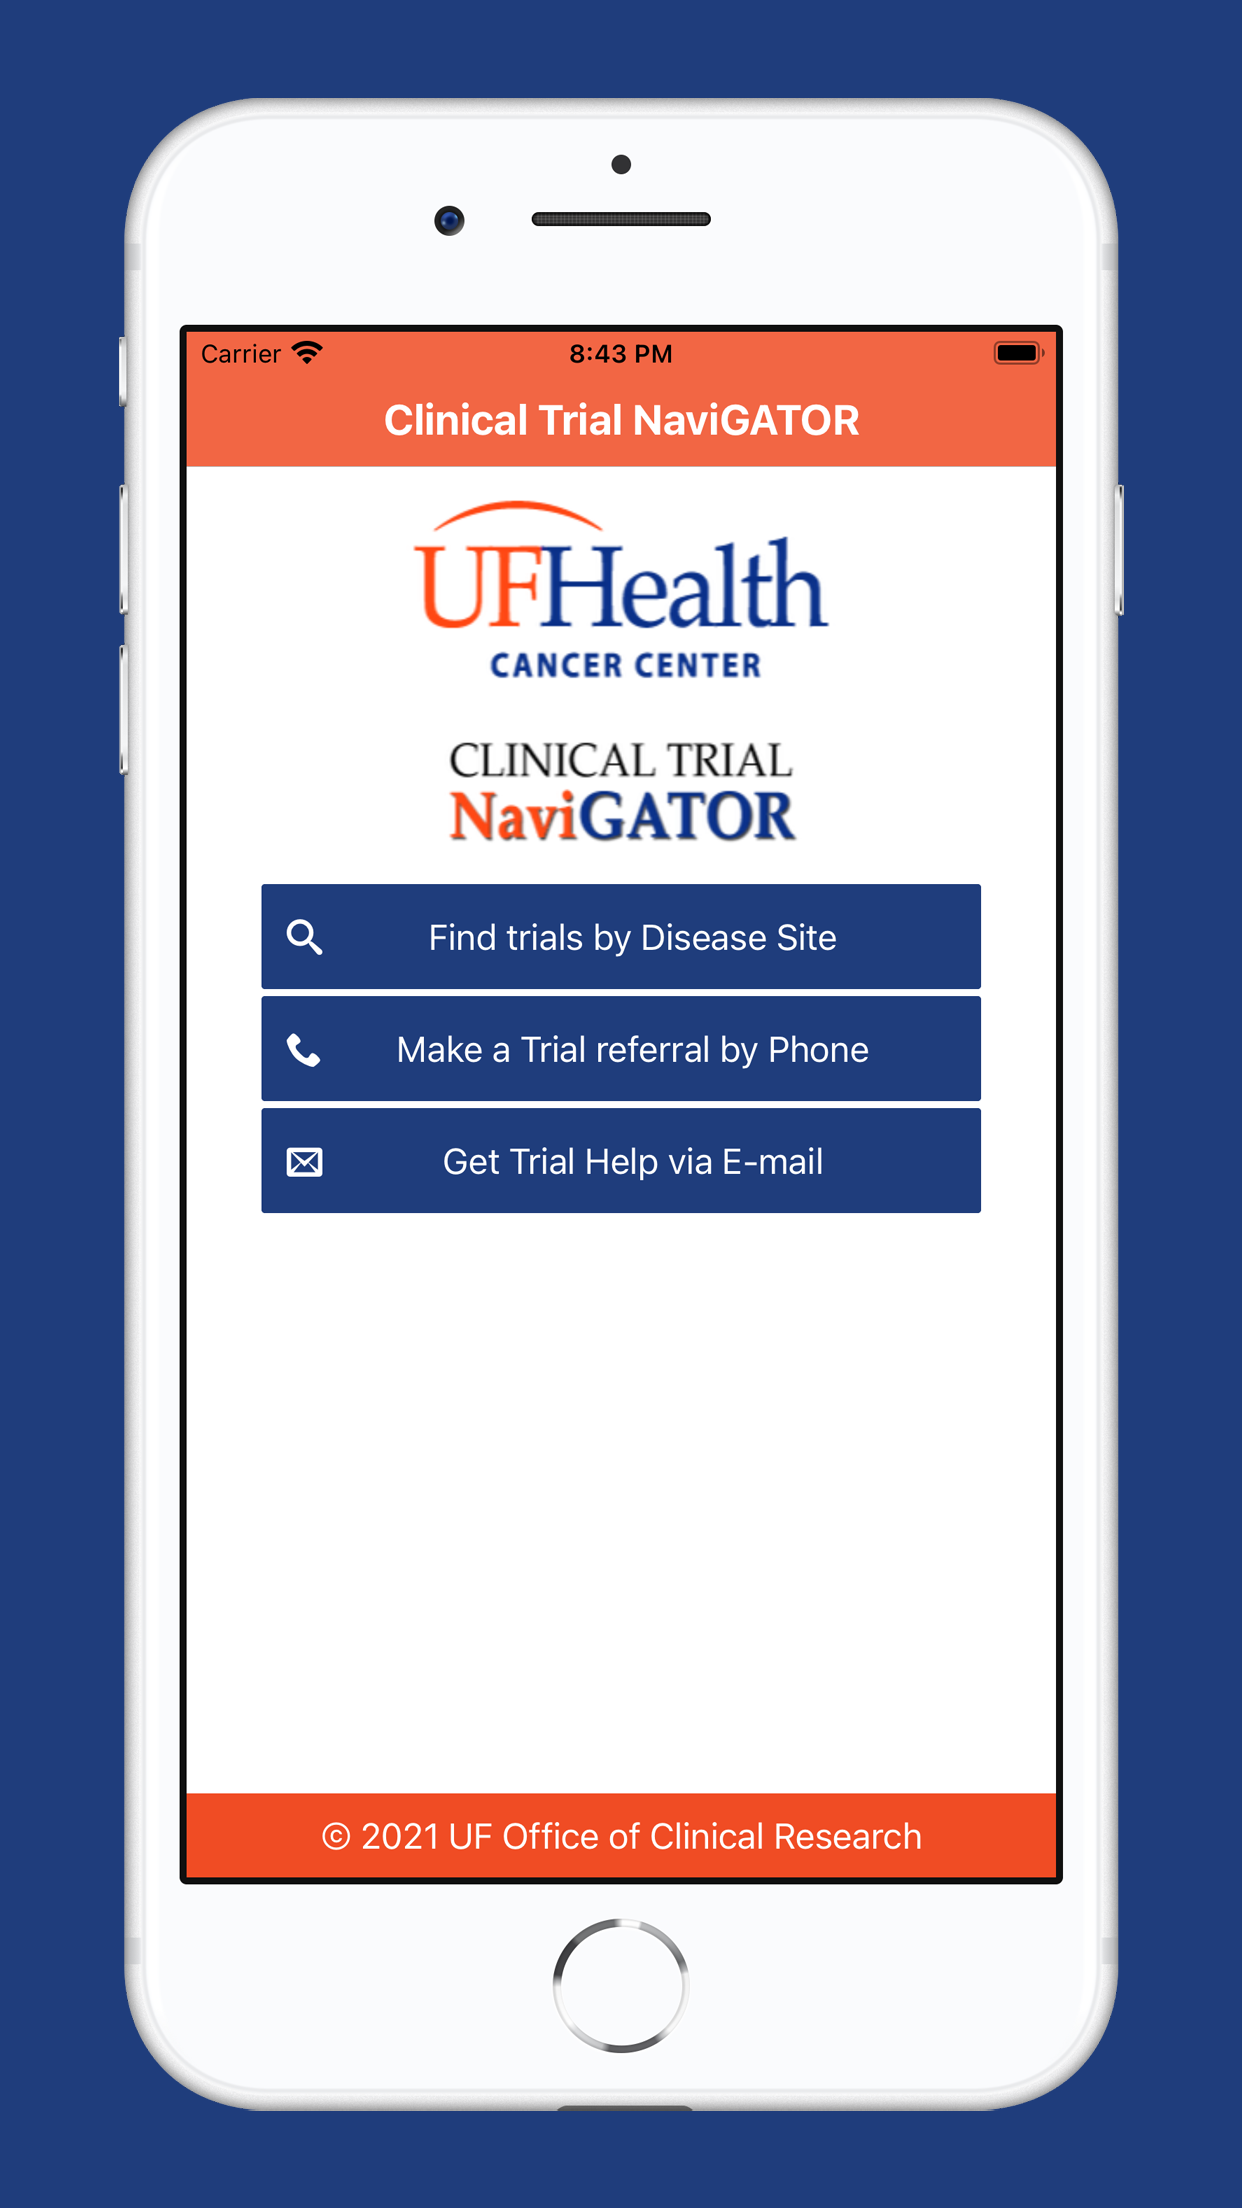 Carrier 8:43 PM
Clinical Trial NaviGATOR
UFHealth
CANCER CENTER
CLINICAL TRIAL
NaviGATOR
Find trials by Disease Site
Make a Trial referral by Phone
Get Trial Help via E-mail
© 2021 UF Office of Clinical Research